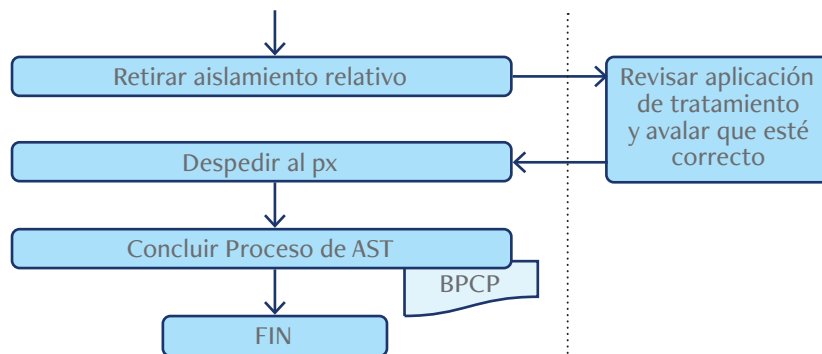 Retirar aislamiento relativo
Revisar aplicación
de tratamiento
y avalar que esté
correcto
Despedir al px
Concluir Proceso de AST
BPCP
FIN